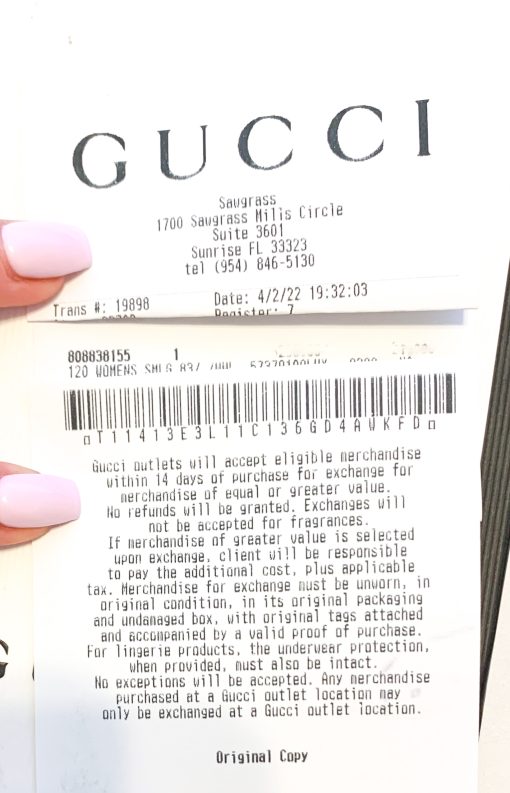 GUCCI
Sawgrass
1700 Sawgrass Mills Circle
Suite 3601
Sunrise FL 33323
tel (954) 846-5130
Trans #: 19898 Date: 4/2/22 19:32:03
Register: 7
808838155 1
120 WOMENS SMLG
T11413E3L11C136GD4AWKFD
Gucci outlets will accept eligible merchandise
within 14 days of purchase for exchange for
merchandise of equal or greater value.
No refunds will be granted. Exchanges will
not be accepted for fragrances.
If merchandise of greater value is selected
upon exchange, client will be responsible
to pay the additional cost, plus applicable
tax. Merchandise for exchange must be unworn, in
original condition, in its original packaging
and undamaged box, with original tags attached
and accompanied by a valid proof of purchase.
For lingerie products, the underwear protection,
when provided, must also be intact.
No exceptions will be accepted. Any merchandise
purchased at a Gucci outlet location may
only be exchanged at a Gucci outlet location.
Original Copy